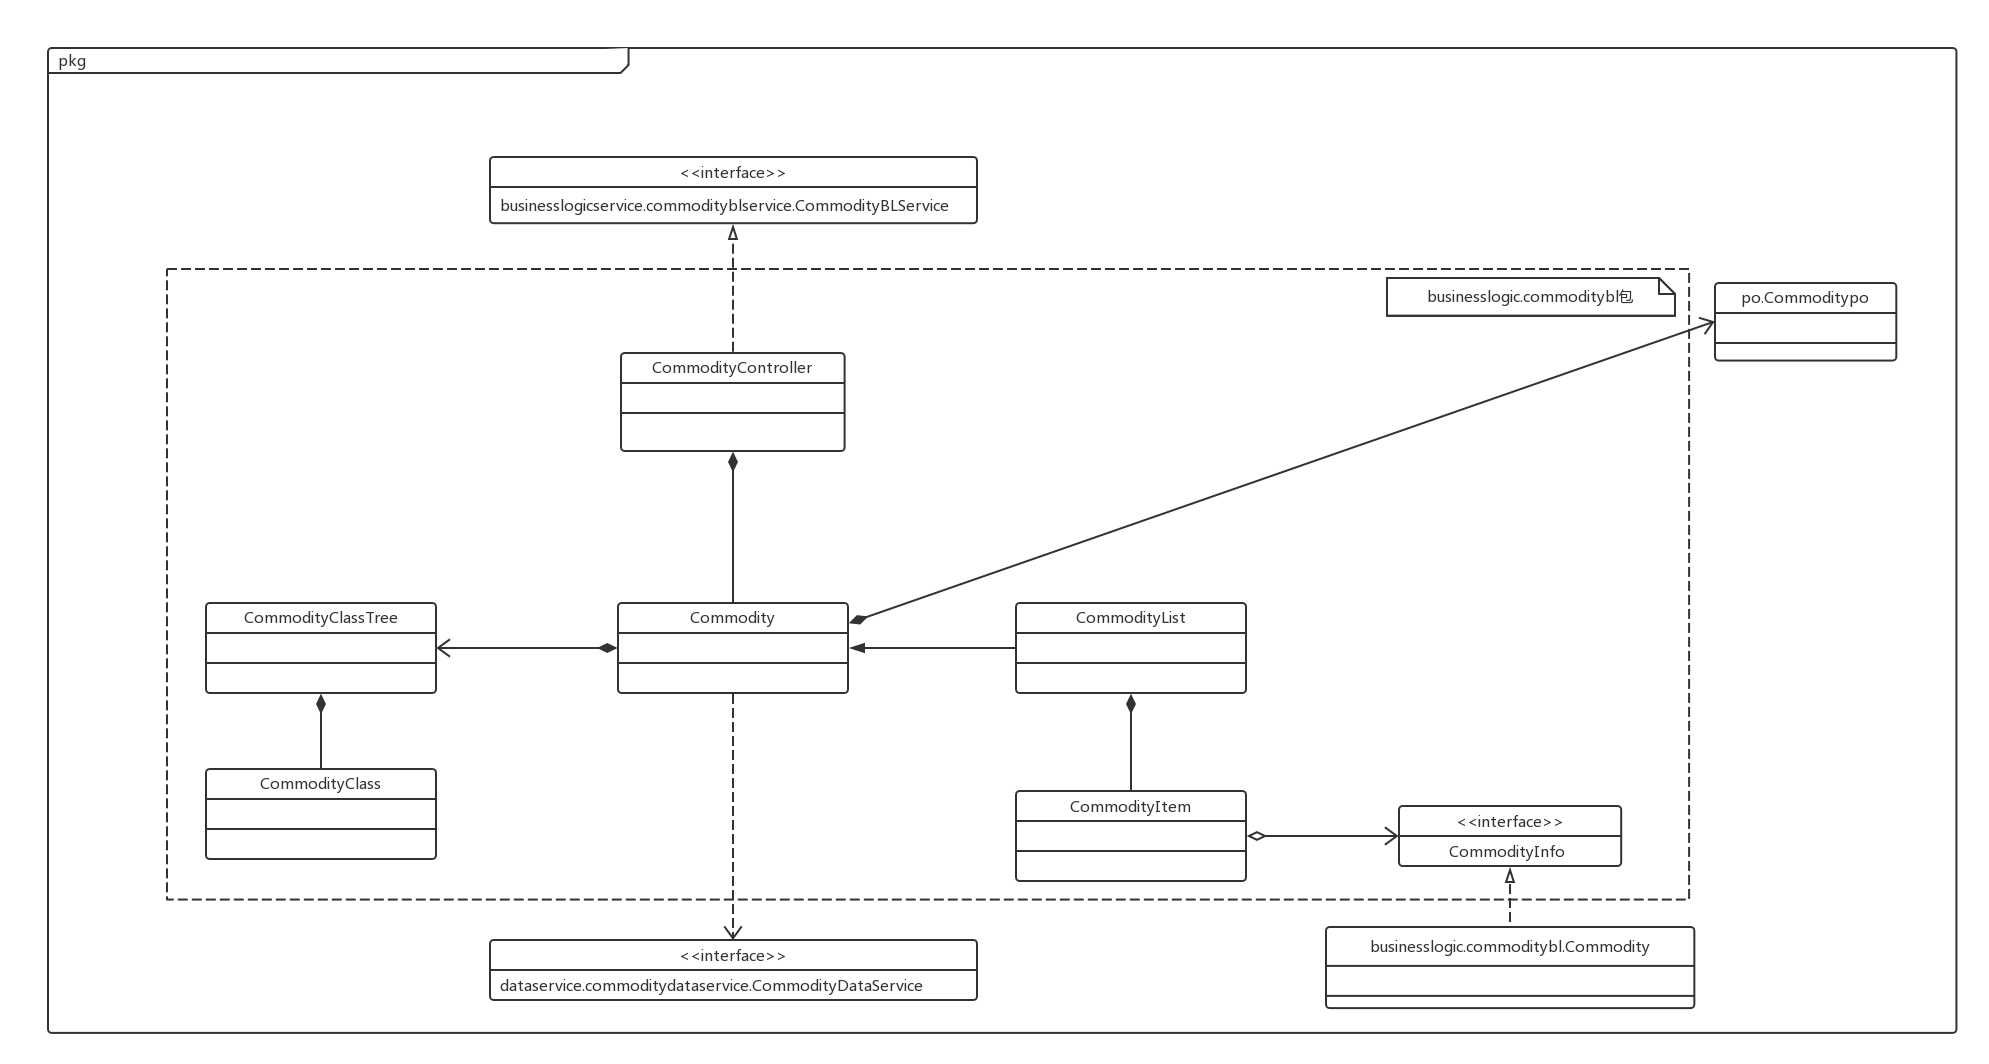 pkg
<<interface>>
businesslogicservice.commodityblservice.CommodityBLService
businesslogic.commoditybl包
po.Commoditypo
CommodityController
CommodityClassTree
Commodity
CommodityList
CommodityClass
CommodityItem
<<interface>>
CommodityInfo
<<interface>>
dataservice.commoditydataservice.CommodityDataService
businesslogic.commoditybl.Commodity